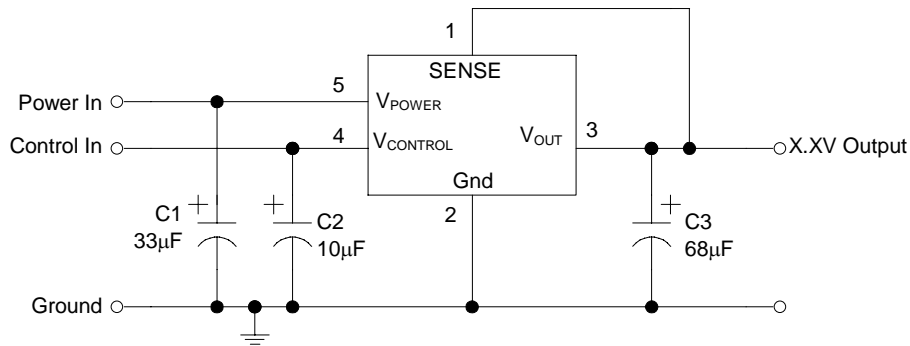 1
SENSE
5
Power In
VPOWER
4
Control In
VCONTROL
VOUT
3
X.XV Output
Gnd
2
+
C1
33µF
+
C2
10µF
+
C3
68µF
Ground